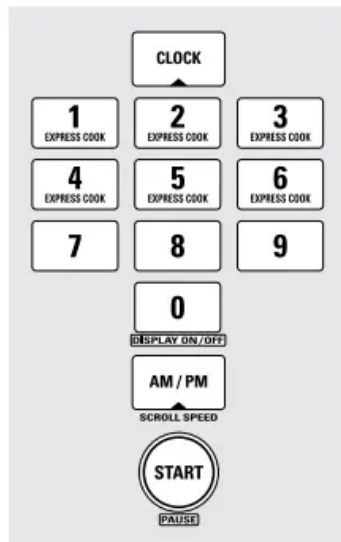 CLOCK
1 2 3
EXPRESS COOK EXPRESS COOK EXPRESS COOK
4 5 6
EXPRESS COOK EXPRESS COOK EXPRESS COOK
7 8 9
0
DISPLAY ON/OFF
AM / PM
SCROLL SPEED
START
PAUSE